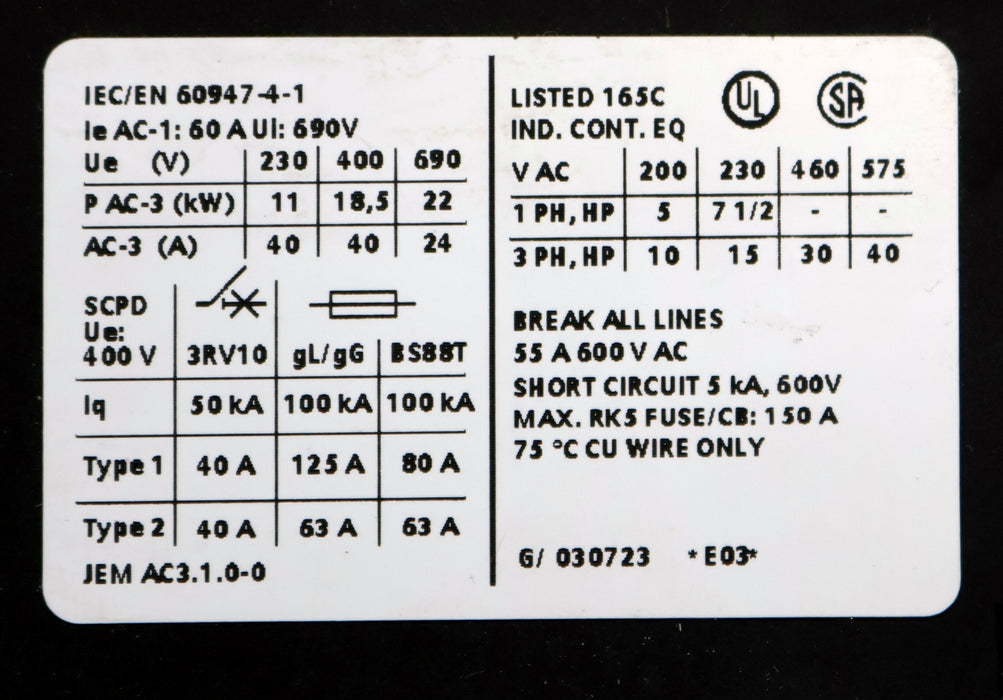 IEC/EN 60947-4-1
Ie AC-1: 60 A Ui: 690V
Ue (V) 230 400 690
P AC-3 (kW) 11 18,5 22
AC-3 (A) 40 40 24
SCPD
Ue:
400 V 3RV10 gL/gG BS88T
Iq 50 kA 100 kA 100 kA
Type 1 40 A 125 A 80 A
Type 2 40 A 63 A 63 A
JEM AC3.1.0-0
LISTED 165C UL SA
IND. CONT. EQ
V AC 200 230 460 575
1 PH, HP 5 7 1/2 - -
3 PH, HP 10 15 30 40
BREAK ALL LINES
55 A 600 V AC
SHORT CIRCUIT 5 kA, 600V
MAX. RK5 FUSE/CB: 150 A
75 °C CU WIRE ONLY
G/ 030723 *E03*